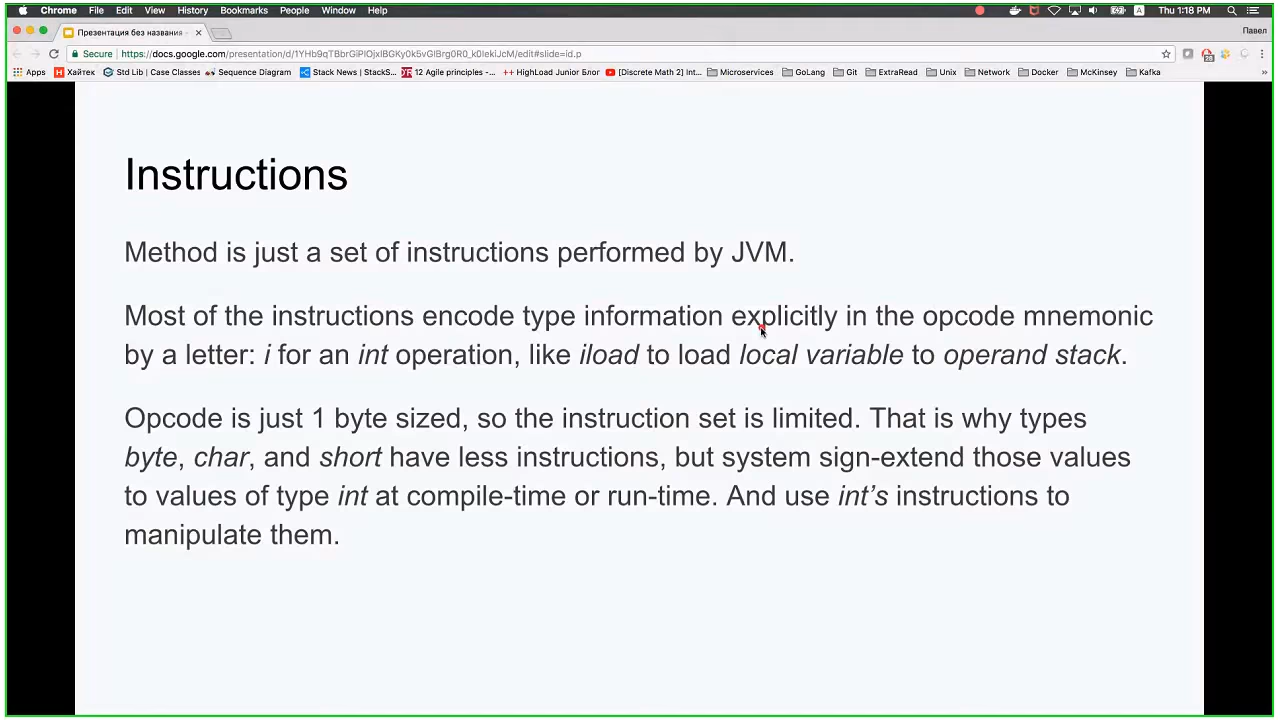 Chrome File Edit View History Bookmarks People Window Help Thu 1:18 PM
Презентация без названия - Павел
Secure https://docs.google.com/presentation/d/
Apps Хайтек Std Lib | Case Classes Sequence Diagram Stack News | StackS... 12 Agile principles -... ++ HighLoad Junior Блог [Discrete Math 2] Int... Microservices GoLang Git ExtraRead Unix Network Docker McKinsey Kafka »
Instructions
Method is just a set of instructions performed by JVM.
Most of the instructions encode type information explicitly in the opcode mnemonic
by a letter: i for an int operation, like iload to load local variable to operand stack.
Opcode is just 1 byte sized, so the instruction set is limited. That is why types
byte, char, and short have less instructions, but system sign-extend those values
to values of type int at compile-time or run-time. And use int’s instructions to
manipulate them.